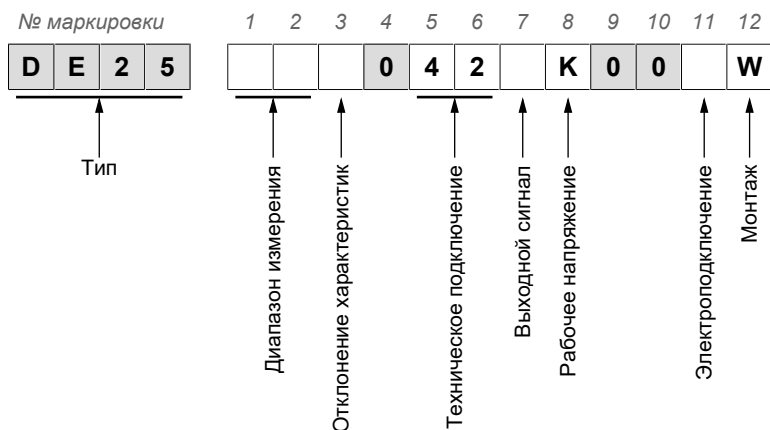 № маркировки 1 2 3 4 5 6 7 8 9 10 11 12
D E 2 5 0 4 2 K 0 0 W
Тип
Диапазон измерения
Отклонение характеристик
Техническое подключение
Выходной сигнал
Рабочее напряжение
Электроподключение
Монтаж